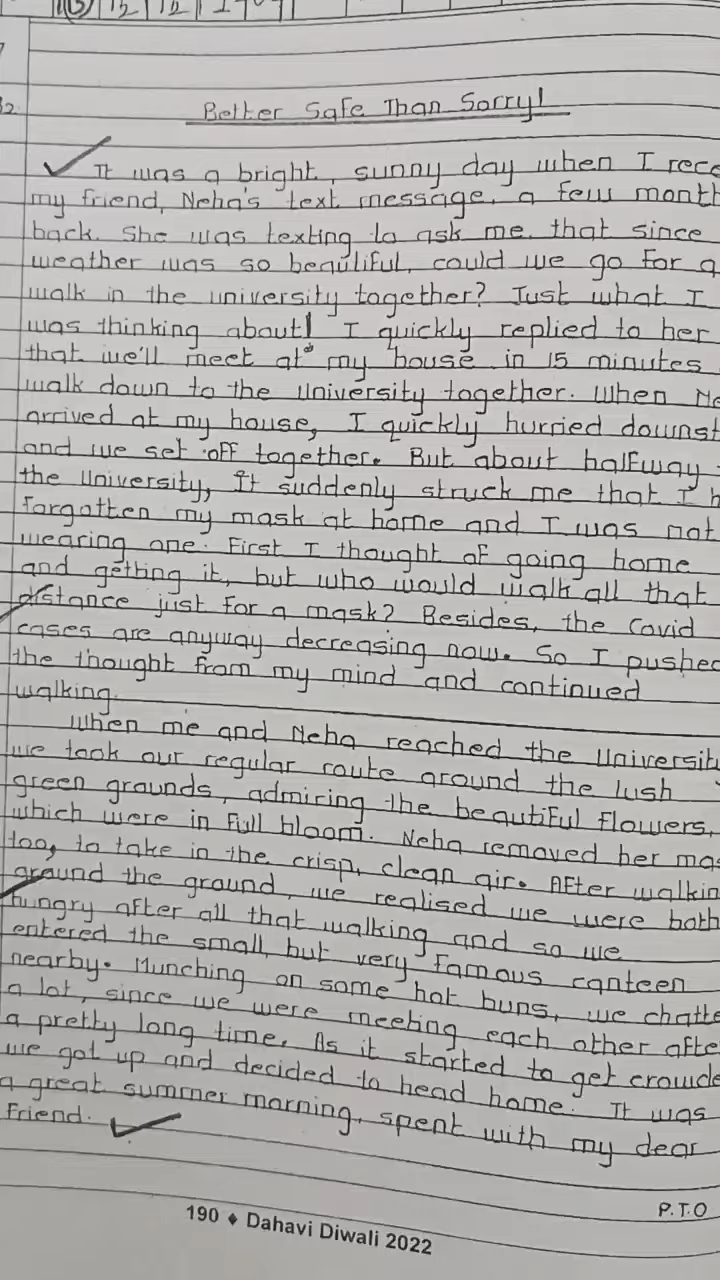 Better Safe Than Sorry!
It was a bright, sunny day when I rece
my friend, Neha's text message, a few month
back. She was texting to ask me, that since
weather was so beautiful, could we go for a
walk in the university together? Just what I
was thinking about! I quickly replied to her
that we'll meet at my house in 15 minutes
walk down to the University together. When Ne
arrived at my house, I quickly hurried downst
and we set off together. But about halfway
the University, It suddenly struck me that I h
forgotten my mask at home and I was not
wearing one. First I thought of going home
and getting it, but who would walk all that
distance just for a mask? Besides, the Covid
cases are anyway decreasing now. So I pushed
the thought from my mind and continued
walking.
When me and Neha reached the Universit
we took our regular route around the lush
green grounds, admiring the beautiful flowers,
which were in full bloom. Neha removed her mas
too, to take in the crisp, clean air. After walkin
around the ground, we realised we were both
hungry after all that walking and so we
entered the small, but very famous canteen
nearby. Munching on some hot buns, we chatte
a lot, since we were meeting each other afte
a pretty long time. As it started to get crowde
we got up and decided to head home. It was
a great summer morning, spent with my dear
friend.
P.T.O
190 ♦ Dahavi Diwali 2022